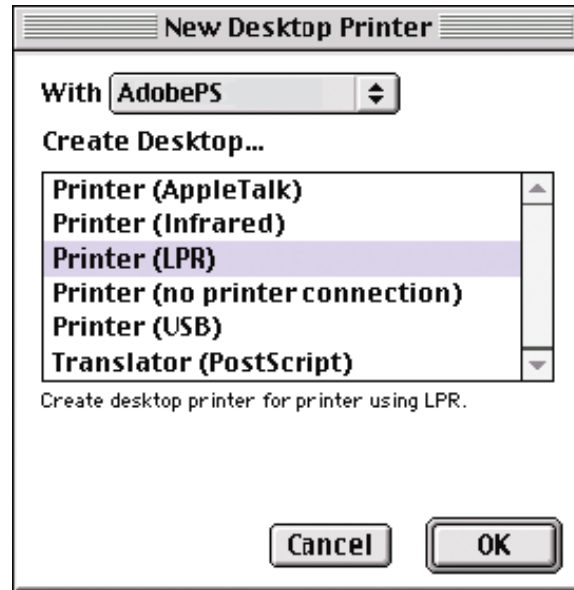 New Desktop Printer
With AdobePS
Create Desktop...
Printer (AppleTalk)
Printer (Infrared)
Printer (LPR)
Printer (no printer connection)
Printer (USB)
Translator (PostScript)
Create desktop printer for printer using LPR.
Cancel OK